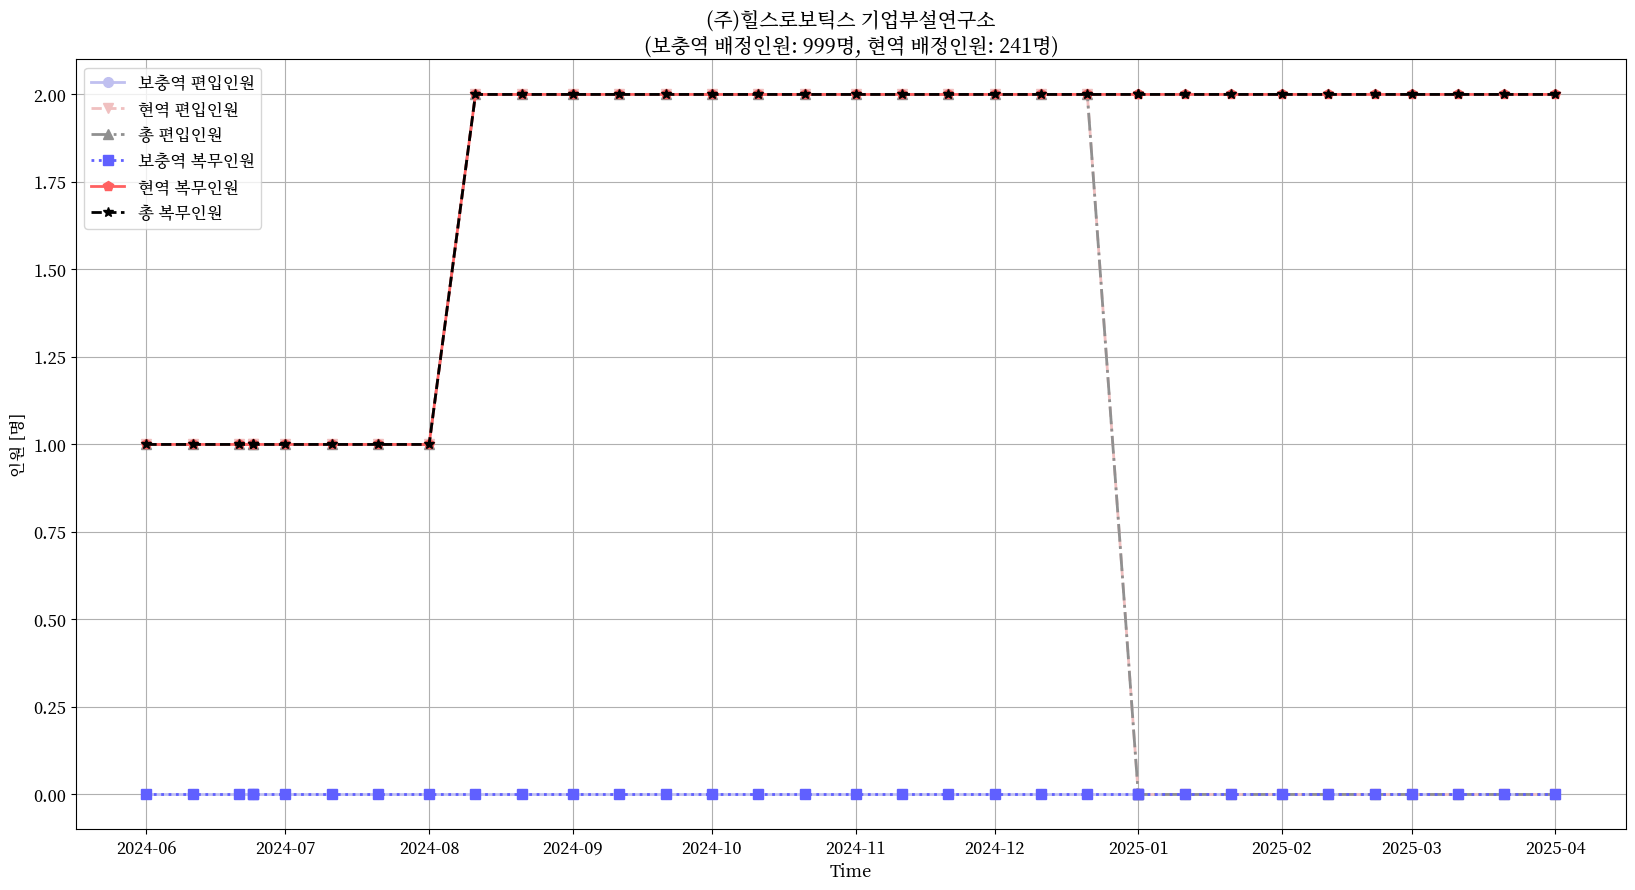 (주)힐스로보틱스 기업부설연구소
(보충역 배정인원: 999명, 현역 배정인원: 241명)
보충역 편입인원
현역 편입인원
총 편입인원
보충역 복무인원
현역 복무인원
총 복무인원
2.00
1.75
1.50
1.25
1.00
0.75
0.50
0.25
0.00
인원 [명]
2024-06 2024-07 2024-08 2024-09 2024-10 2024-11 2024-12 2025-01 2025-02 2025-03 2025-04
Time